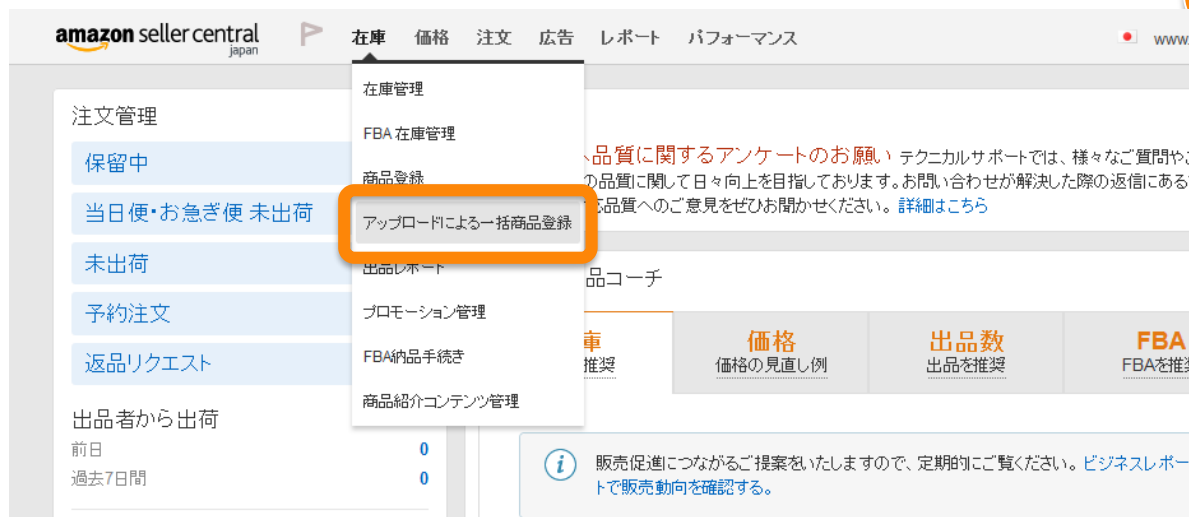 amazon seller central
japan
在庫 価格 注文 広告 レポート パフォーマンス
www.
在庫管理
FBA 在庫管理
商品登録
アップロードによる一括商品登録
出品レポート
プロモーション管理
FBA納品手続き
商品紹介コンテンツ管理
注文管理
保留中
当日便・お急ぎ便 未出荷
未出荷
予約注文
返品リクエスト
出品者から出荷
前日 0
過去7日間 0
品質に関するアンケートのお願い テクニカルサポートでは、様々なご質問や
の品質に関して日々向上を目指しております。お問い合わせが解決した際の返信にある
品質へのご意見をぜひお聞かせください。 詳細はこちら
品コーチ
庫
推奨
価格
価格の見直し例
出品数
出品を推奨
FBA
FBAを推奨
販売促進につながるご提案をいたしますので、定期的にご覧ください。ビジネスレポー
トで販売動向を確認する。